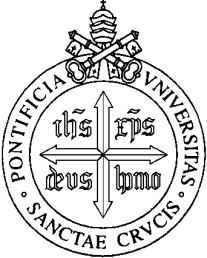 PONTIFICIA VNIVERSITAS
SANCTAE CRVCIS
ihs xps
deus homo